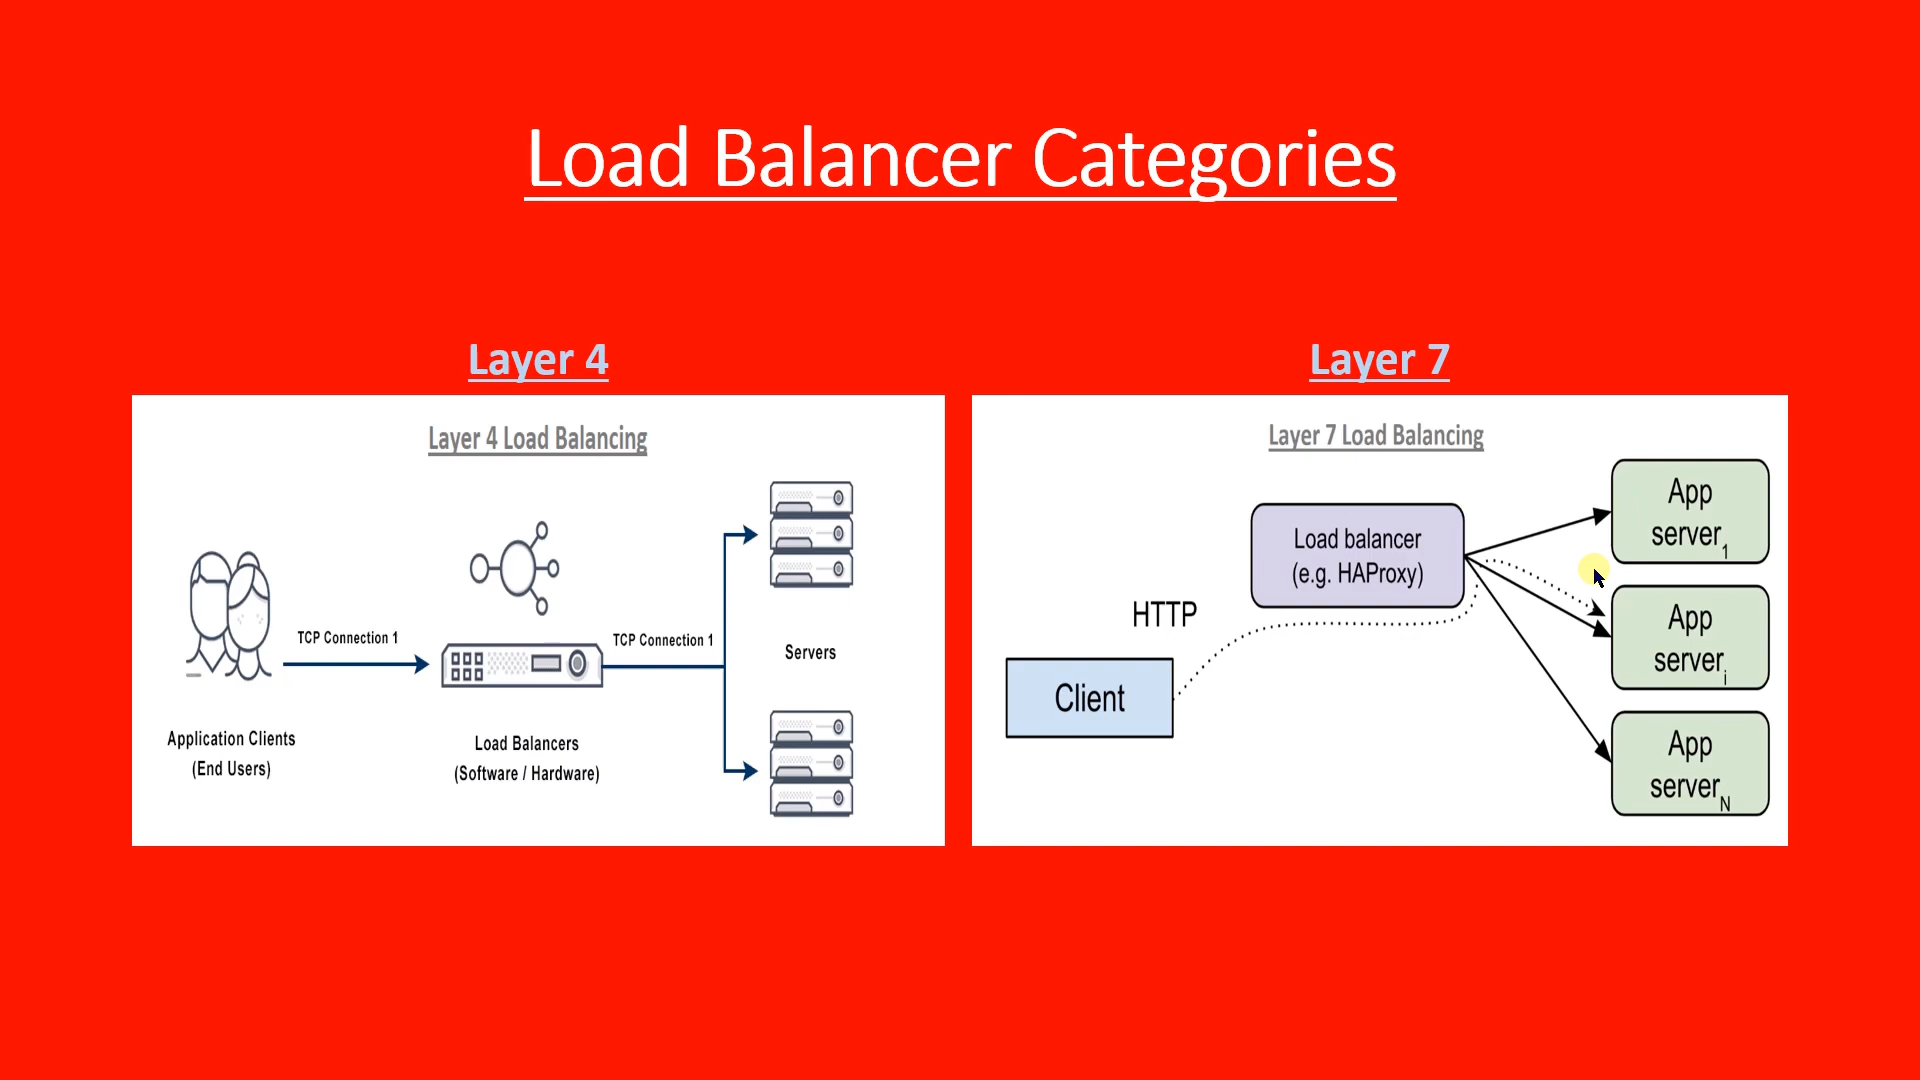 Load Balancer Categories
Layer 4
Layer 4 Load Balancing
TCP Connection 1
TCP Connection 1
Servers
Application Clients
(End Users)
Load Balancers
(Software / Hardware)
Layer 7
Layer 7 Load Balancing
Load balancer
(e.g. HAProxy)
HTTP
Client
App
server1
App
serveri
App
serverN